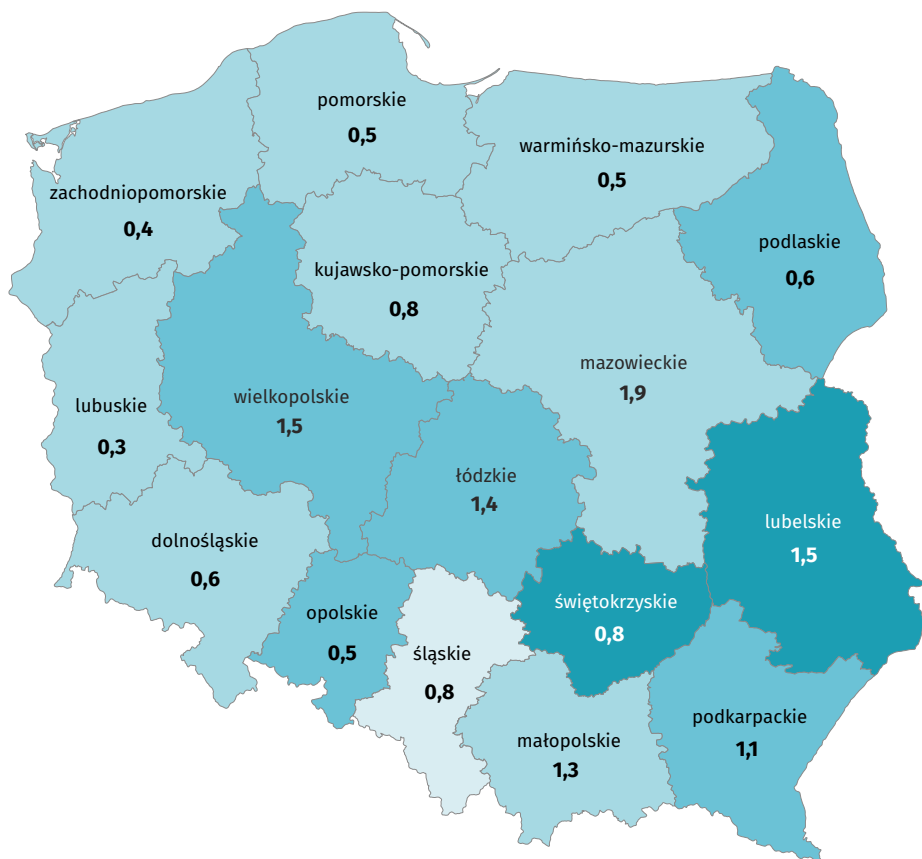 pomorskie
0,5
warmińsko-mazurskie
0,5
zachodniopomorskie
0,4
podlaskie
0,6
kujawsko-pomorskie
0,8
mazowieckie
1,9
wielkopolskie
1,5
lubuskie
0,3
łódzkie
1,4
lubelskie
1,5
dolnośląskie
0,6
opolskie
0,5
świętokrzyskie
0,8
śląskie
0,8
podkarpackie
1,1
małopolskie
1,3